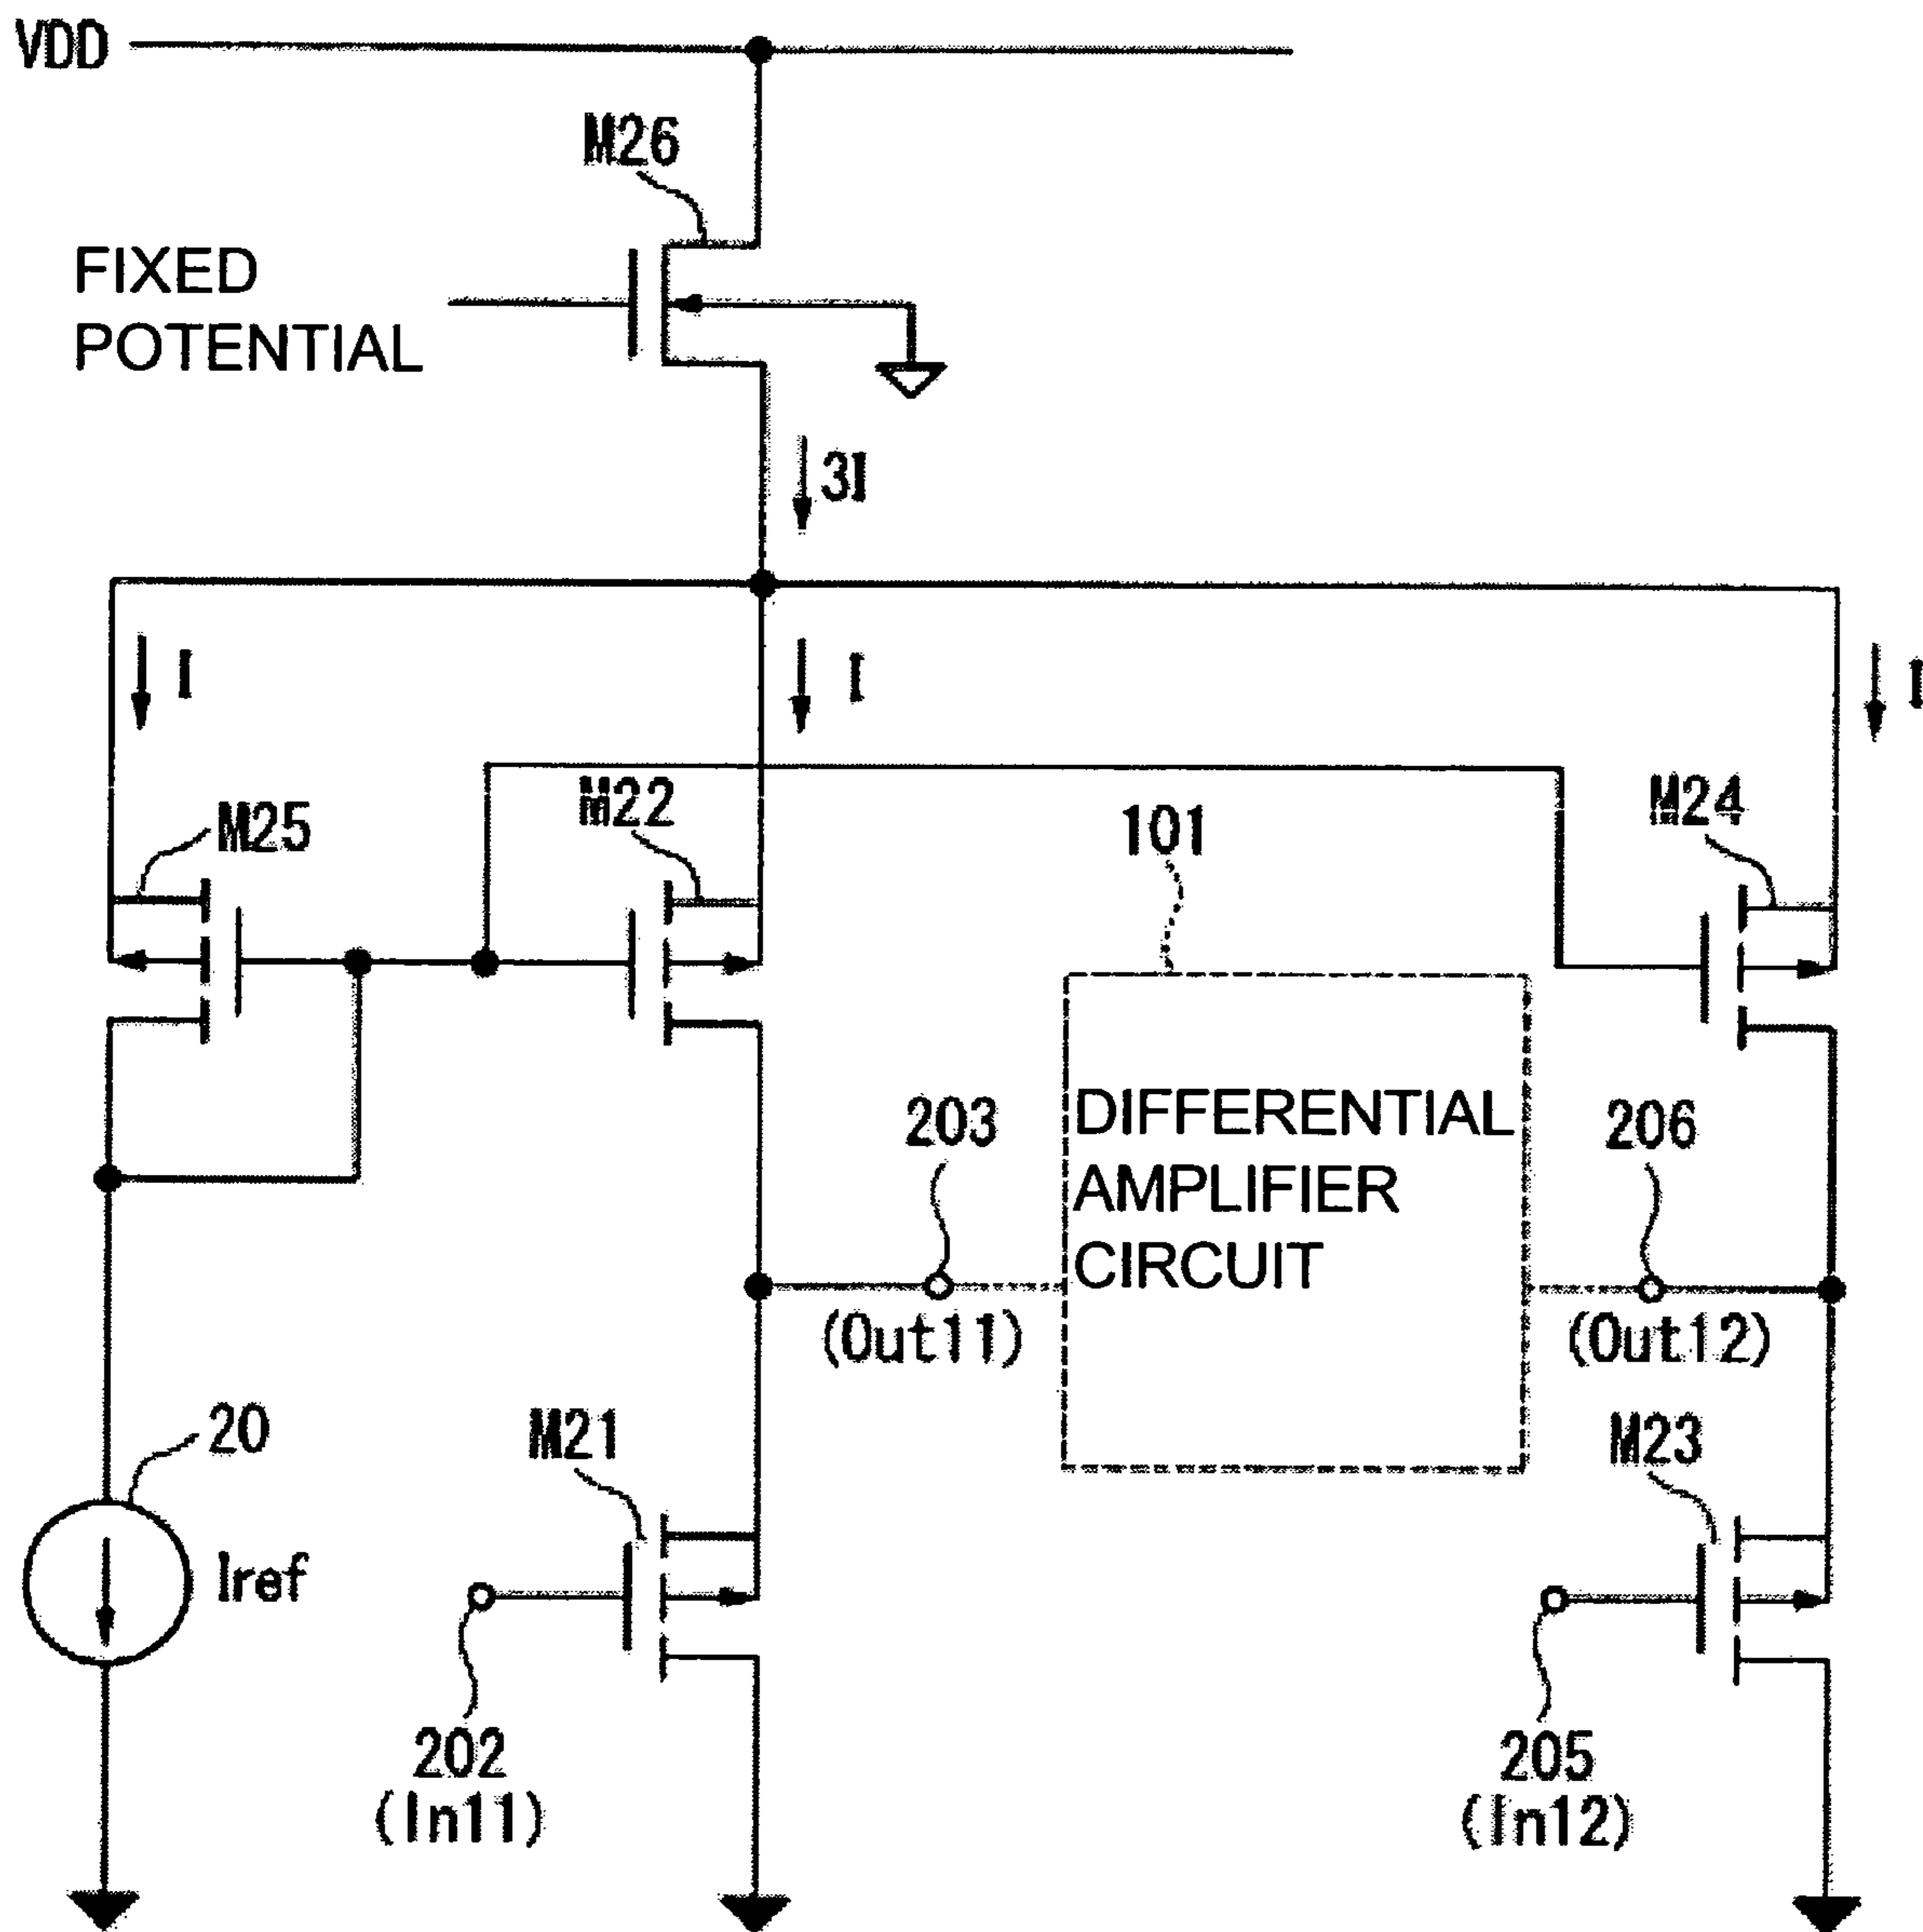 VDD
M26
FIXED
POTENTIAL
3I
I
I
I
M25
M22
101
M24
203
DIFFERENTIAL
AMPLIFIER
CIRCUIT
206
(Out11)
(Out12)
20
M21
M23
Iref
202
(In11)
205
(In12)